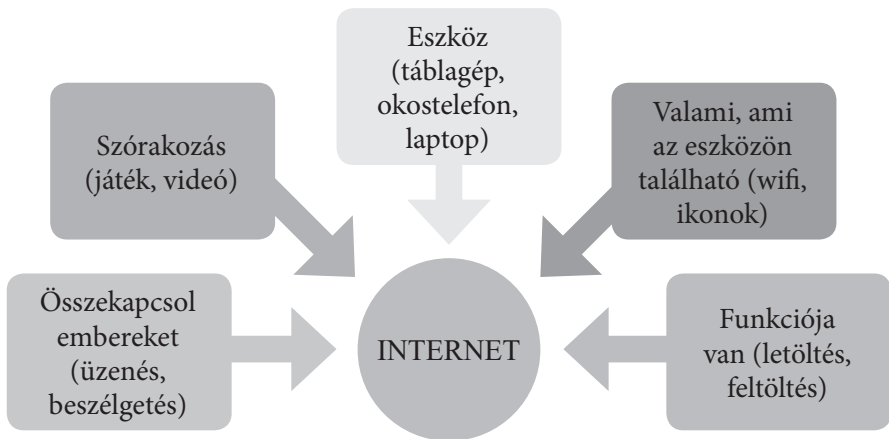 Eszköz
(táblagép,
okostelefon,
laptop)
Szórakozás
(játék, videó)
Valami, ami
az eszközön
található (wifi,
ikonok)
Összekapcsol
embereket
(üzenés,
beszélgetés)
INTERNET
Funkciója
van (letöltés,
feltöltés)